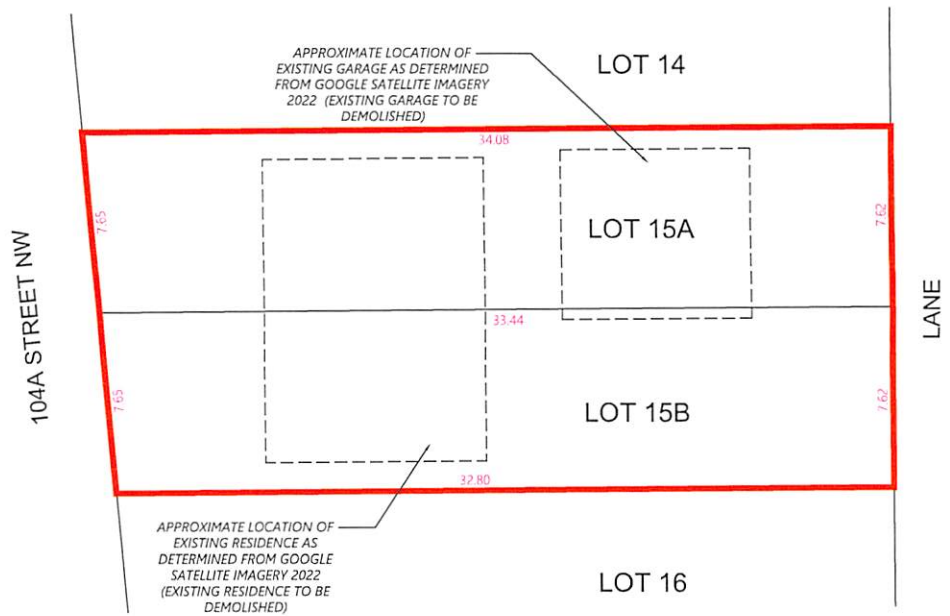 APPROXIMATE LOCATION OF
EXISTING GARAGE AS DETERMINED
FROM GOOGLE SATELLITE IMAGERY
2022 (EXISTING GARAGE TO BE
DEMOLISHED)
LOT 14
34.08
7.65
LOT 15A
7.62
104A STREET NW
LANE
33.44
7.65
LOT 15B
7.62
32.80
APPROXIMATE LOCATION OF
EXISTING RESIDENCE AS
DETERMINED FROM GOOGLE
SATELLITE IMAGERY 2022
(EXISTING RESIDENCE TO BE
DEMOLISHED)
LOT 16